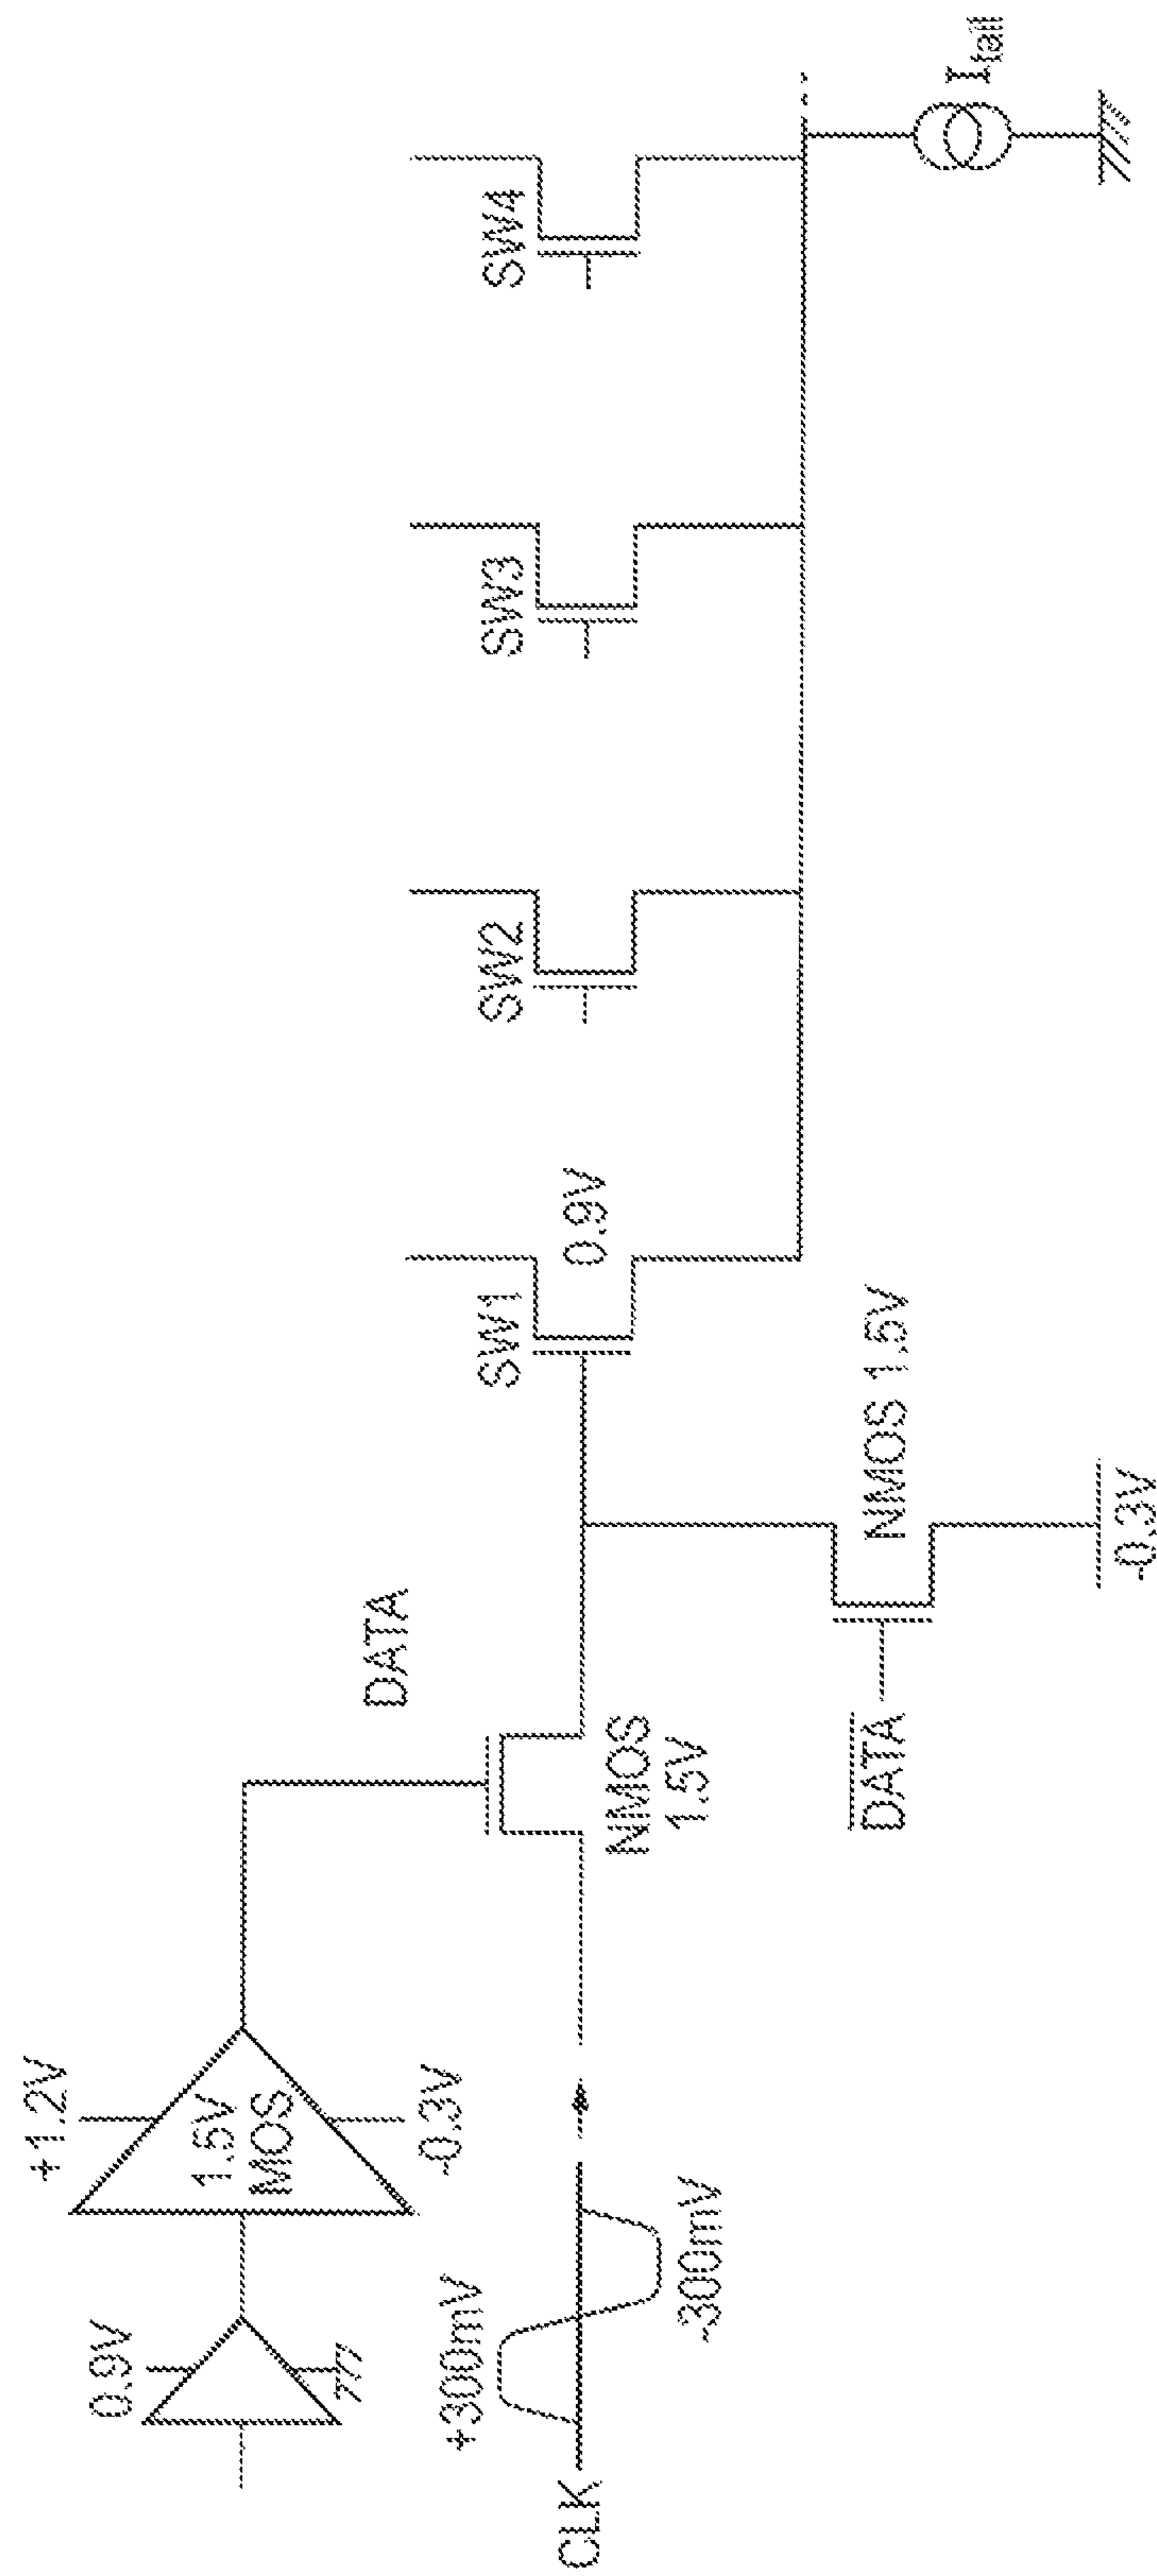 +1.2V
0.9V
1.5V
MOS
-0.3V
+300mV
CLK
-300mV
DATA
NMOS
1.5V
DATA
NMOS 1.5V
-0.3V
SW1
0.9V
SW2
SW3
SW4
Itail